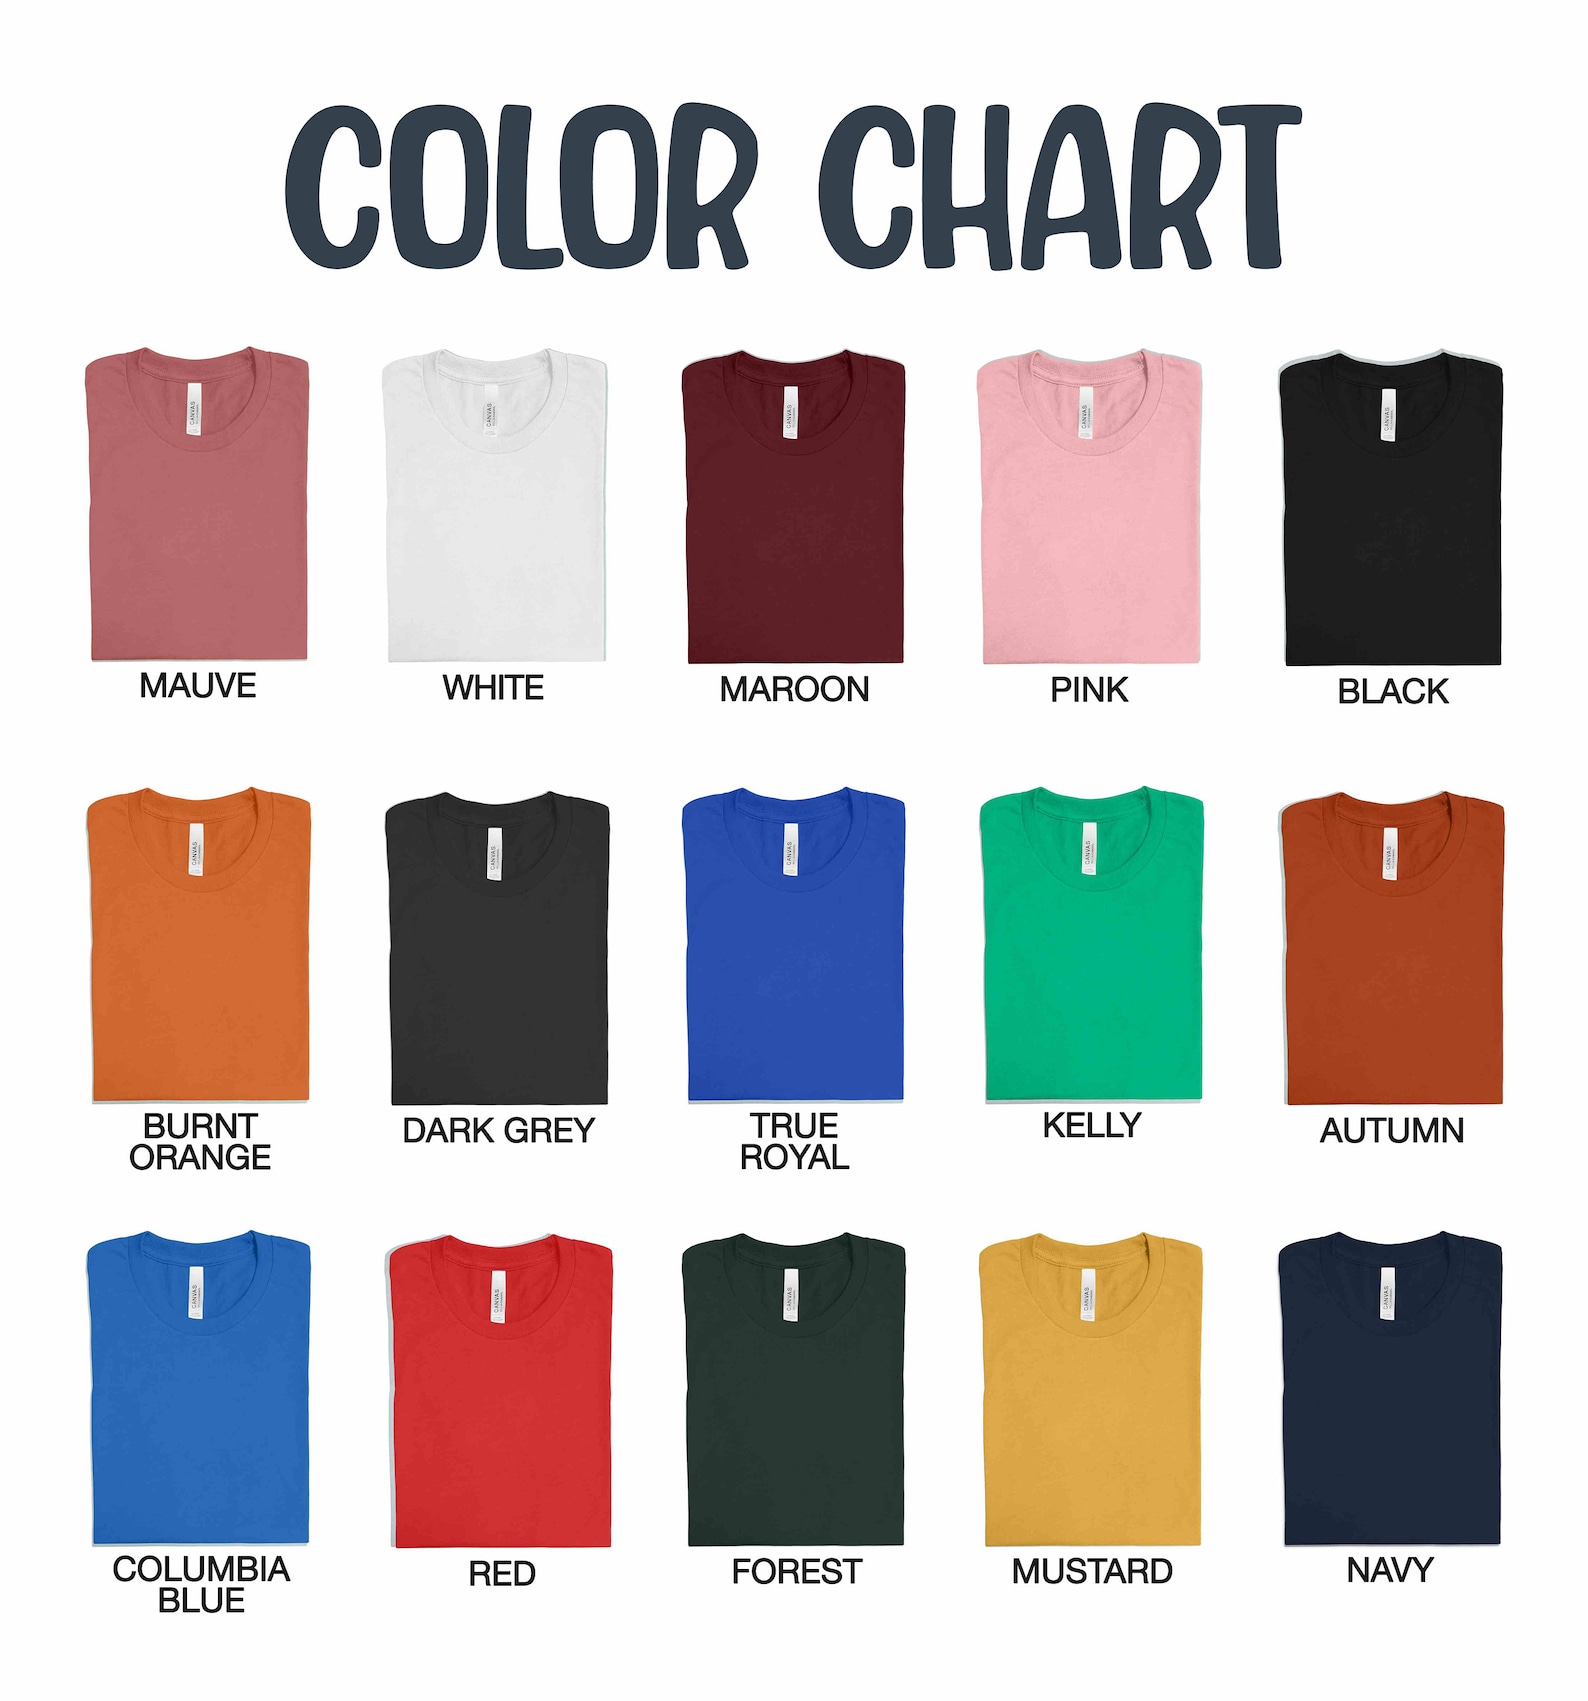 COLOR CHART
CANVAS
CANVAS
CANVAS
CANVAS
CANVAS
MAUVE
WHITE
MAROON
PINK
BLACK
CANVAS
CANVAS
CANVAS
CANVAS
CANVAS
BURNT
ORANGE
DARK GREY
TRUE
ROYAL
KELLY
AUTUMN
CANVAS
CANVAS
CANVAS
CANVAS
CANVAS
COLUMBIA
BLUE
RED
FOREST
MUSTARD
NAVY